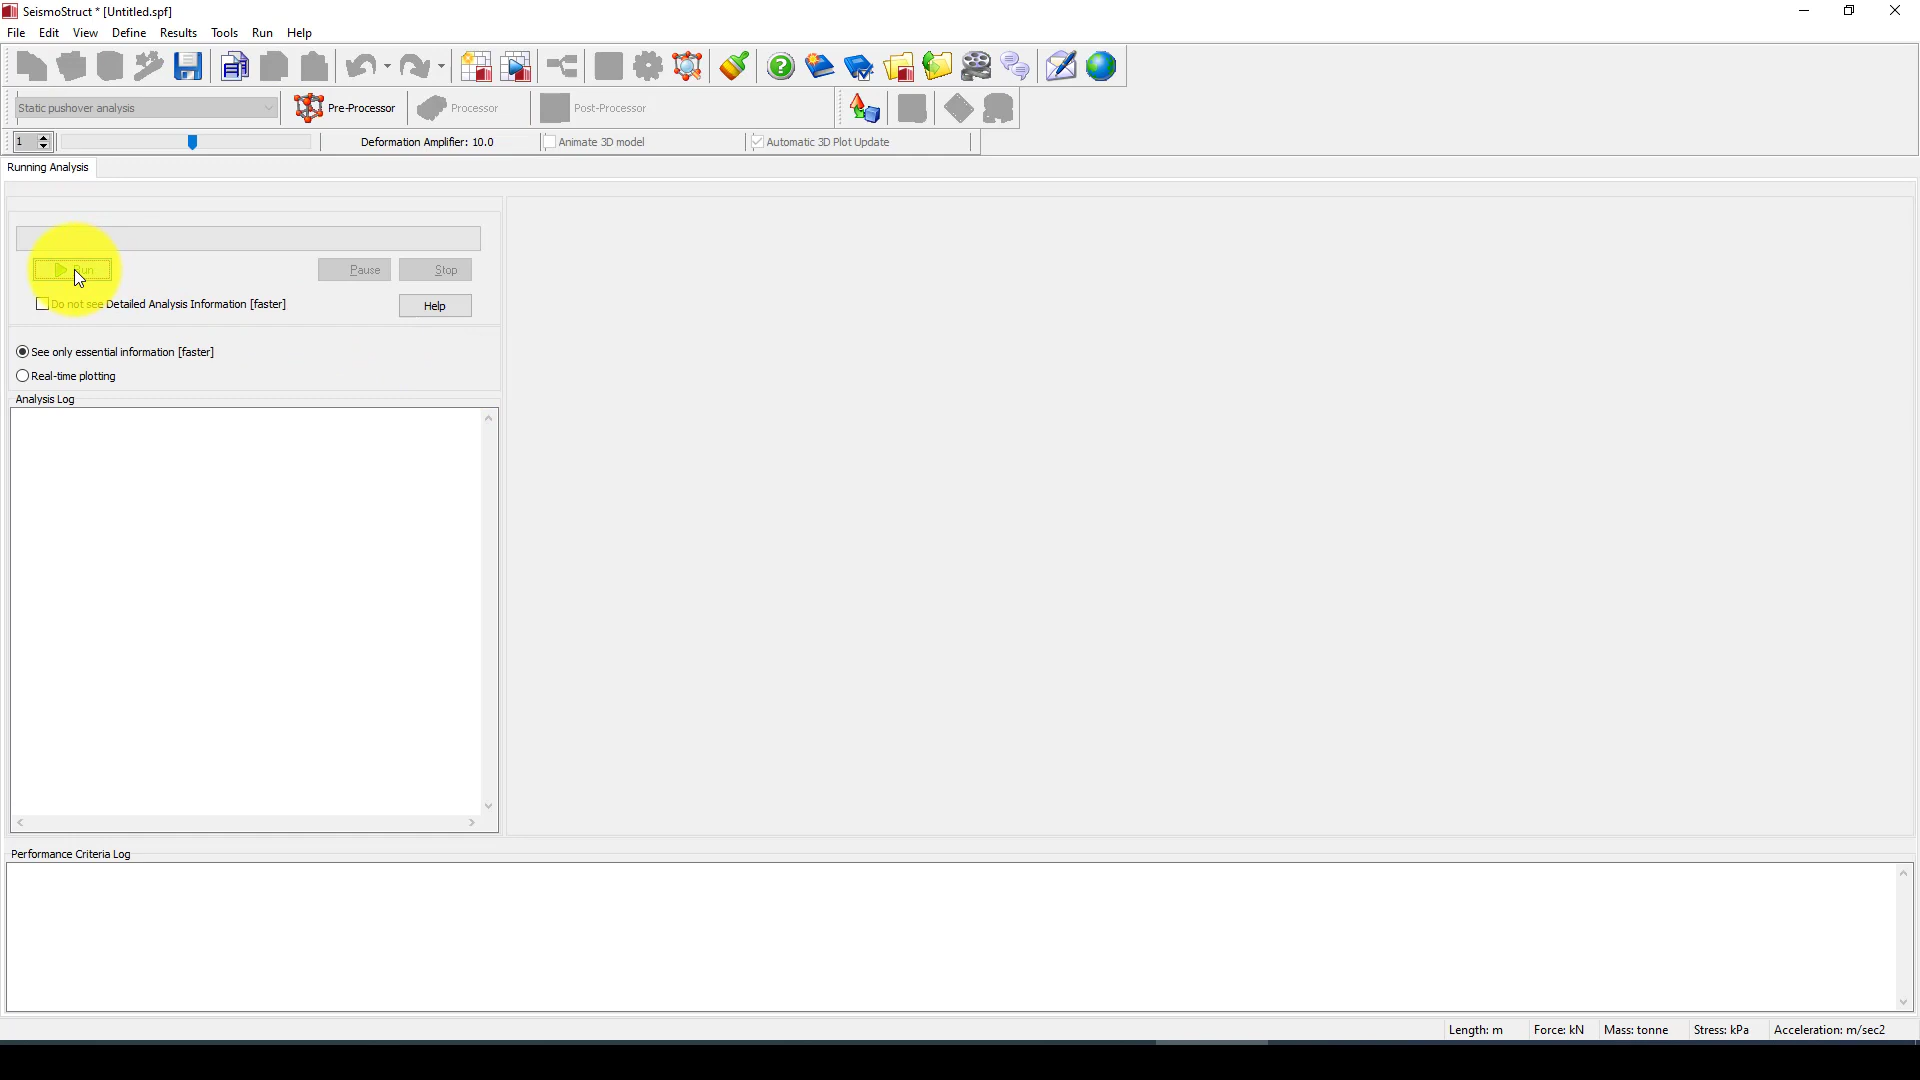 SeismoStruct * [Untitled.spf]
File Edit View Define Results Tools Run Help
Static pushover analysis Pre-Processor Processor Post-Processor
1 Deformation Amplifier: 10.0 Animate 3D model Automatic 3D Plot Update
Running Analysis
Run Pause Stop
Do not see Detailed Analysis Information [faster] Help
See only essential information [faster]
Real-time plotting
Analysis Log
Performance Criteria Log
Length: m Force: kN Mass: tonne Stress: kPa Acceleration: m/sec2